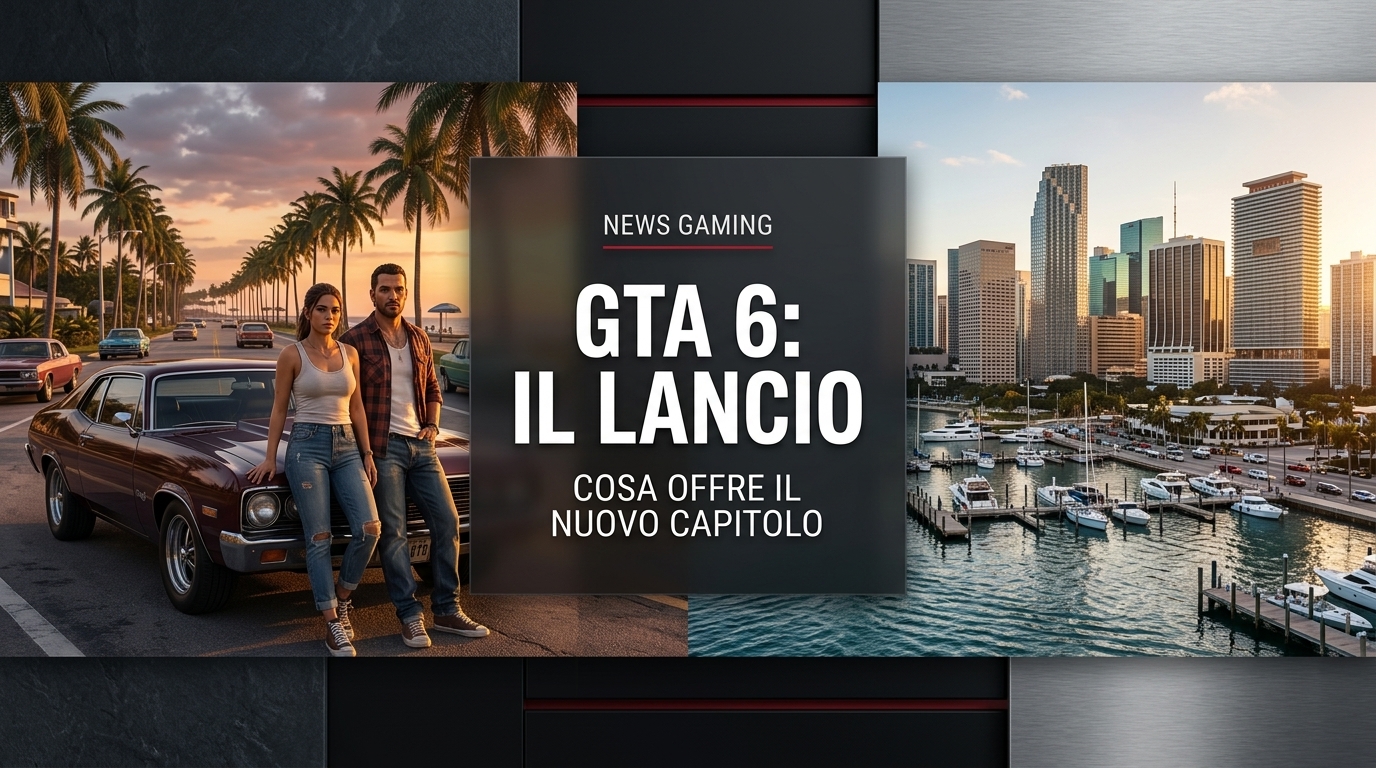 NEWS GAMING
GTA 6:
IL LANCIO
COSA OFFRE IL
NUOVO CAPITOLO